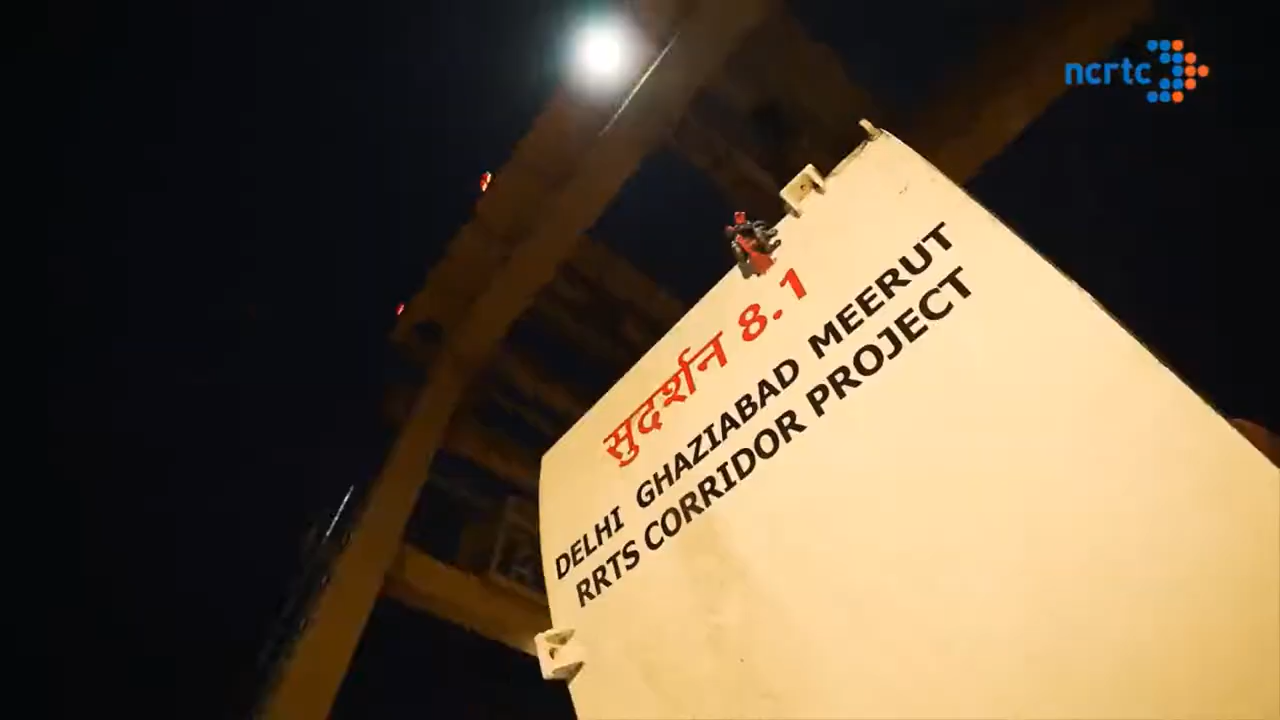 ncrtc
सुदर्शन 8.1
DELHI GHAZIABAD MEERUT
RRTS CORRIDOR PROJECT